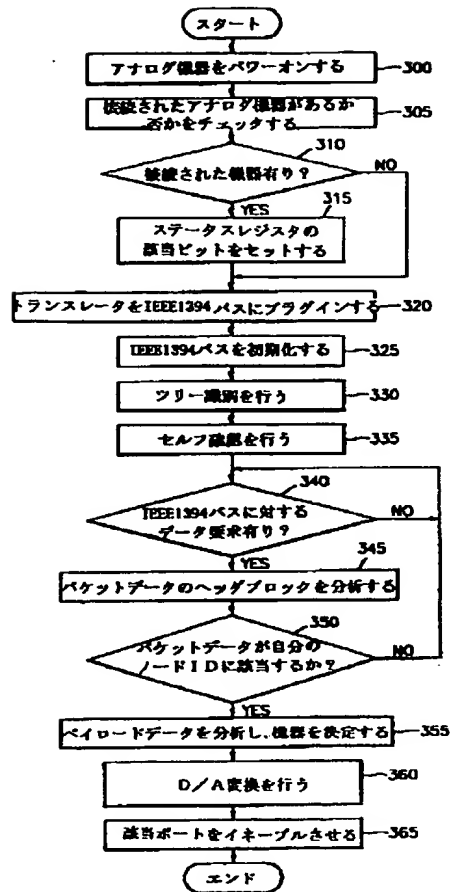 スタート
アナログ機器をパワーオンする
300
接続されたアナログ機器があるか
否かをチェックする
305
310
接続された機器有り?
NO
YES
315
ステータスレジスタの
該当ビットをセットする
トランスレータをIEEE1394バスにプラグインする
320
IEEE1394バスを初期化する
325
ツリー識別を行う
330
セルフ確認を行う
335
340
IEEE1394バスに対する
データ要求有り?
NO
YES
345
パケットデータのヘッダブロックを分析する
350
パケットデータが自分の
ノードIDに該当するか?
NO
YES
ペイロードデータを分析し、機器を決定する
355
D/A変換を行う
360
該当ポートをイネーブルさせる
365
エンド